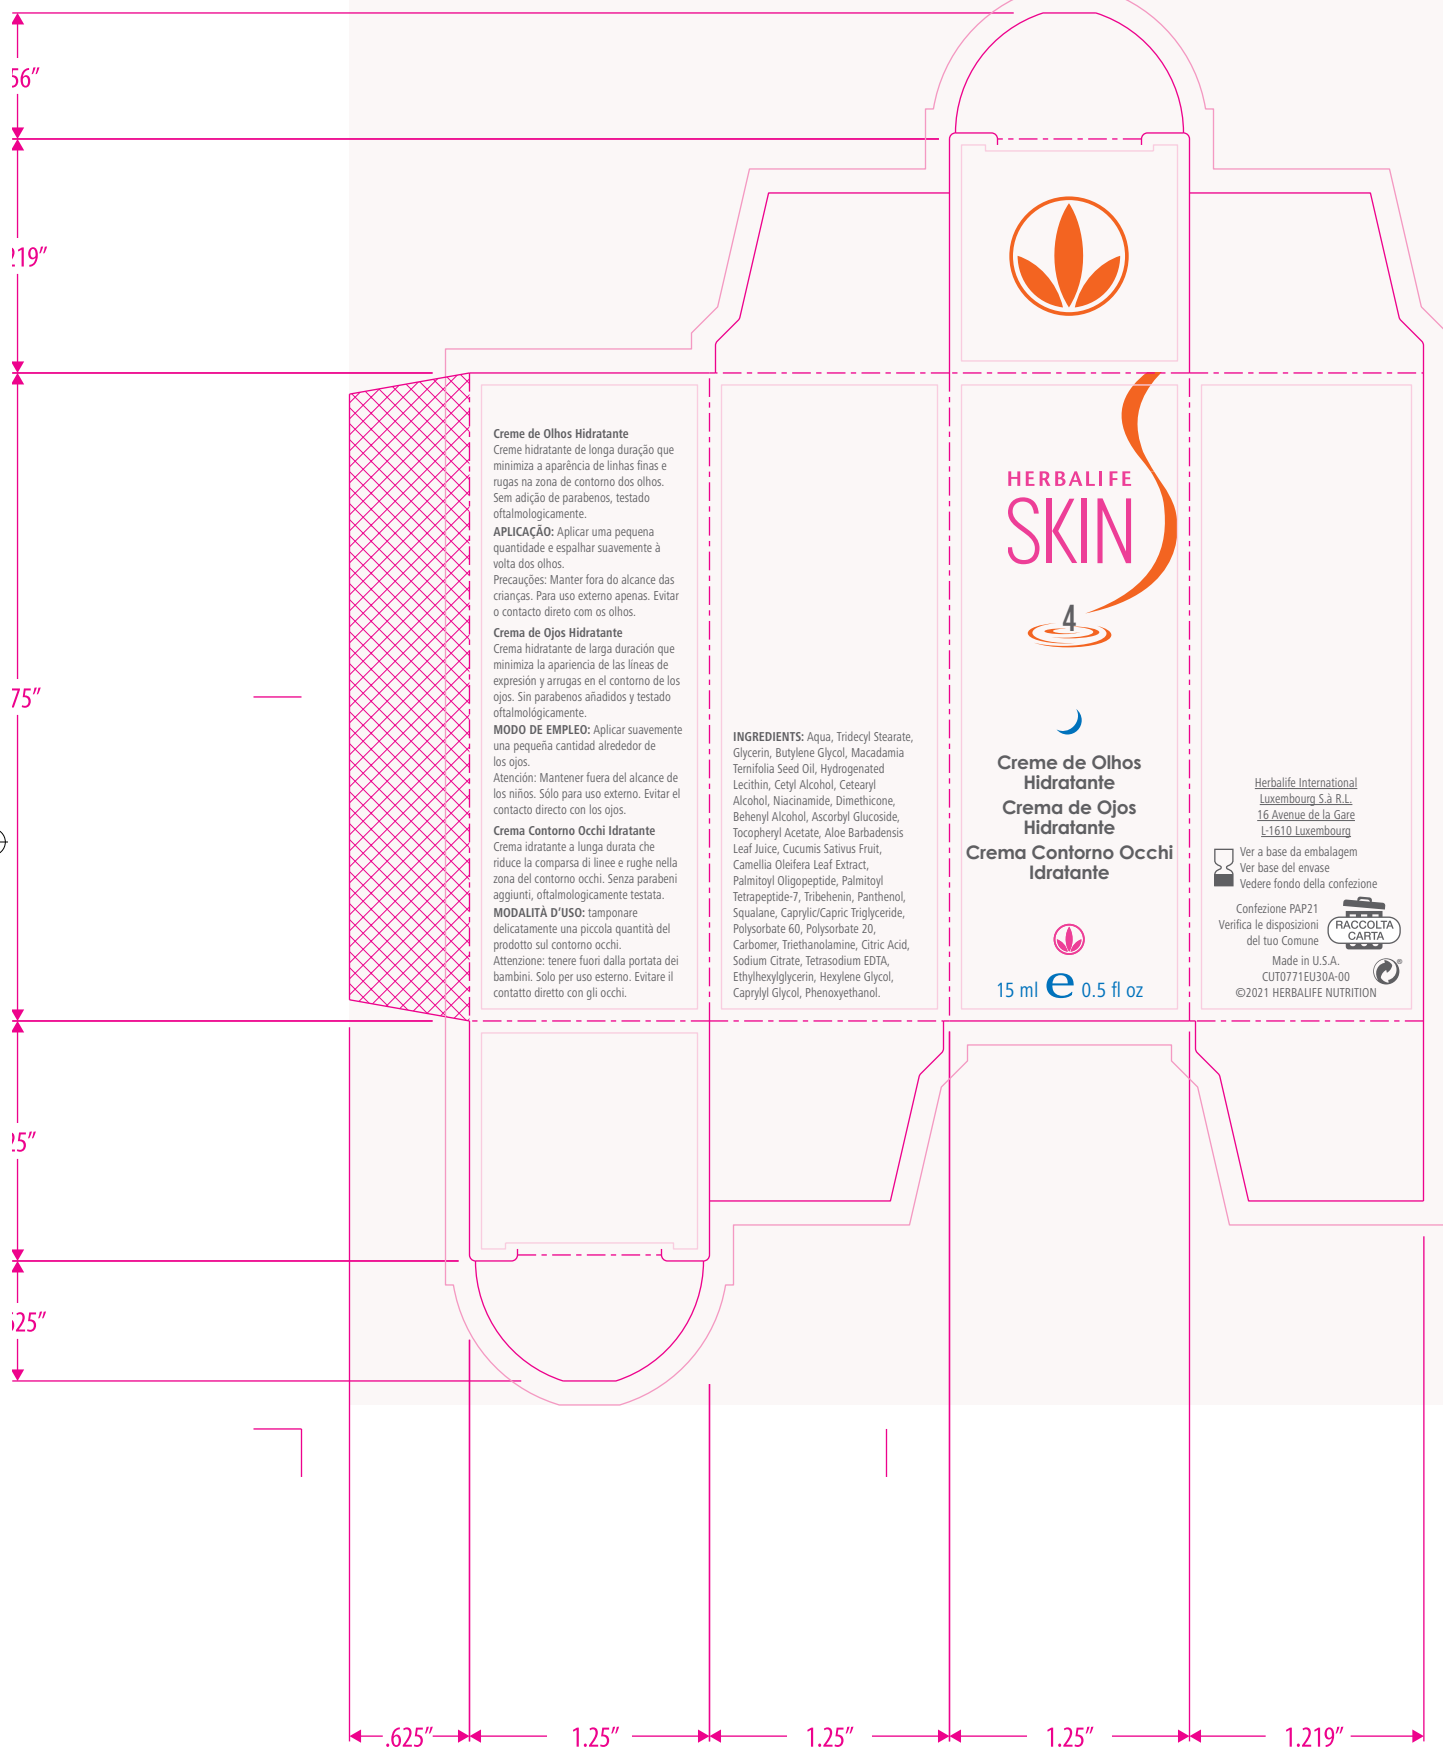 56"
219"
75"
25"
625"
Creme de Olhos Hidratante
Creme hidratante de longa duração que
minimiza a aparência de linhas finas e
rugas na zona de contorno dos olhos.
Sem adição de parabenos, testado
oftalmologicamente.
APLICAÇÃO: Aplicar uma pequena
quantidade e espalhar suavemente à
volta dos olhos.
Precauções: Manter fora do alcance das
crianças. Para uso externo apenas. Evitar
o contacto direto com os olhos.
Crema de Ojos Hidratante
Crema hidratante de larga duración que
minimiza la apariencia de las líneas de
expresión y arrugas en el contorno de los
ojos. Sin parabenos añadidos y testado
oftalmológicamente.
MODO DE EMPLEO: Aplicar suavemente
una pequeña cantidad alrededor de
los ojos.
Atención: Mantener fuera del alcance de
los niños. Sólo para uso externo. Evitar el
contacto directo con los ojos.
Crema Contorno Occhi Idratante
Crema idratante a lunga durata che
riduce la comparsa di linee e rughe nella
zona del contorno occhi. Senza parabeni
aggiunti, oftalmologicamente testata.
MODALITÀ D'USO: tamponare
delicatamente una piccola quantità del
prodotto sul contorno occhi.
Attenzione: tenere fuori dalla portata dei
bambini. Solo per uso esterno. Evitare il
contatto diretto con gli occhi.
INGREDIENTS: Aqua, Tridecyl Stearate,
Glycerin, Butylene Glycol, Macadamia
Ternifolia Seed Oil, Hydrogenated
Lecithin, Cetyl Alcohol, Cetearyl
Alcohol, Niacinamide, Dimethicone,
Behenyl Alcohol, Ascorbyl Glucoside,
Tocopheryl Acetate, Aloe Barbadensis
Leaf Juice, Cucumis Sativus Fruit,
Camellia Oleifera Leaf Extract,
Palmitoyl Oligopeptide, Palmitoyl
Tetrapeptide-7, Tribehenin, Panthenol,
Squalane, Caprylic/Capric Triglyceride,
Polysorbate 60, Polysorbate 20,
Carbomer, Triethanolamine, Citric Acid,
Sodium Citrate, Tetrasodium EDTA,
Ethylhexylglycerin, Hexylene Glycol,
Caprylyl Glycol, Phenoxyethanol.
HERBALIFE
SKIN
4
Creme de Olhos
Hidratante
Crema de Ojos
Hidratante
Crema Contorno Occhi
Idratante
15 ml e 0.5 fl oz
Herbalife International
Luxembourg S.à R.L.
16 Avenue de la Gare
L-1610 Luxembourg
Ver a base da embalagem
Ver base del envase
Vedere fondo della confezione
Confezione PAP21
Verifica le disposizioni
del tuo Comune
RACCOLTA
CARTA
Made in U.S.A.
CUT0771EU30A-00
©2021 HERBALIFE NUTRITION
®
.625"
1.25"
1.25"
1.25"
1.219"